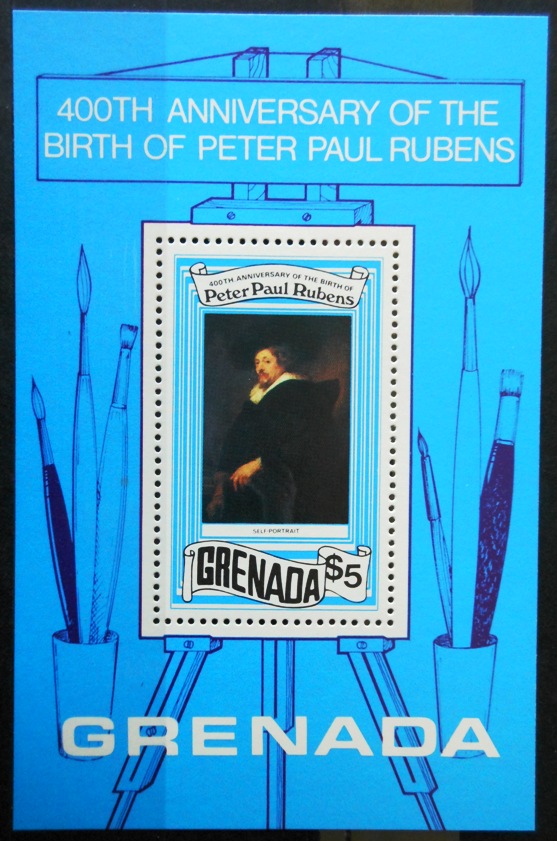 400TH ANNIVERSARY OF THE
BIRTH OF PETER PAUL RUBENS
400TH. ANNIVERSARY OF THE BIRTH OF
Peter Paul Rubens
SELF PORTRAIT
GRENADA $5
GRENADA